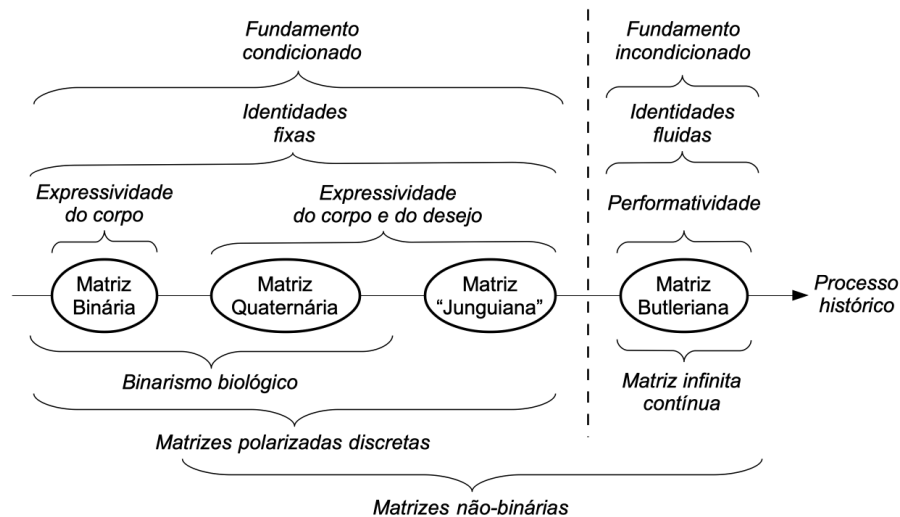 Fundamento
condicionado
Fundamento
incondicionado
Identidades
fixas
Identidades
fluidas
Expressividade
do corpo
Expressividade
do corpo e do desejo
Performatividade
Matriz
Binária
Matriz
Quaternária
Matriz
“Junguiana”
Matriz
Butleriana
Processo
histórico
Binarismo biológico
Matriz infinita
contínua
Matrizes polarizadas discretas
Matrizes não-binárias